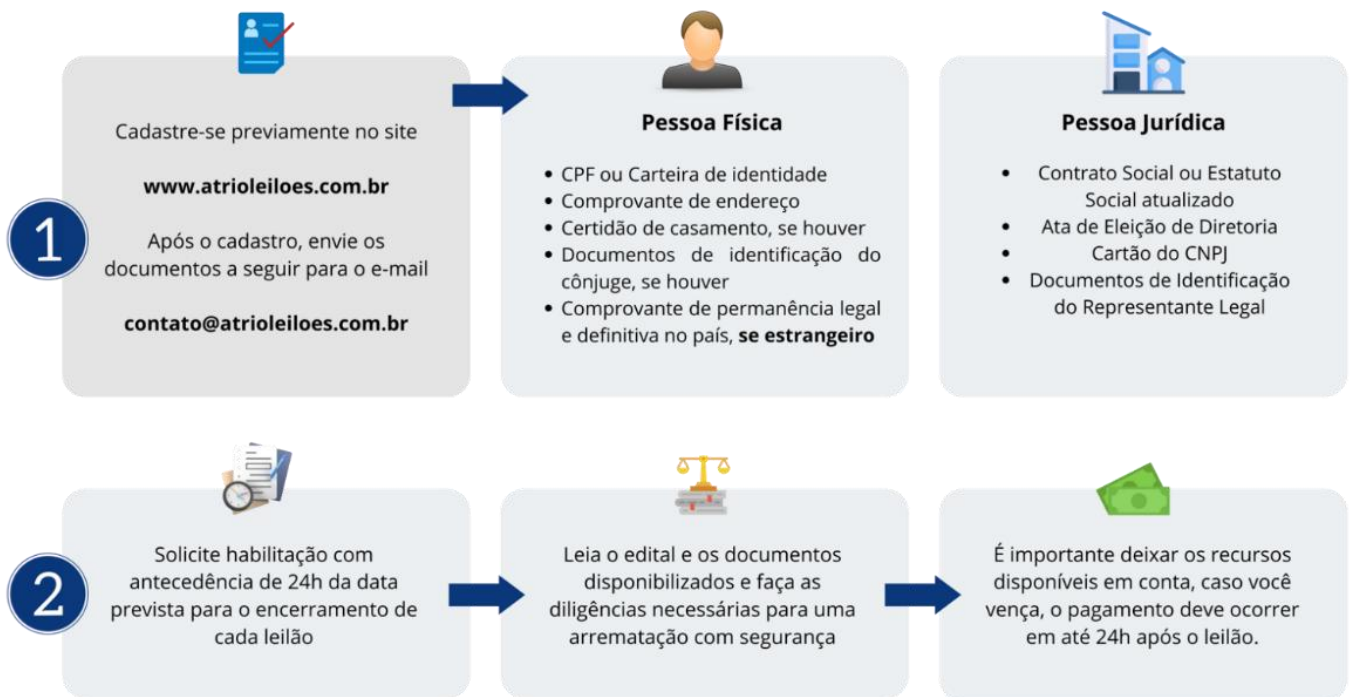 1
Cadastre-se previamente no site
www.atrioleiloes.com.br
Após o cadastro, envie os
documentos a seguir para o e-mail
contato@atrioleiloes.com.br
Pessoa Física
• CPF ou Carteira de identidade
• Comprovante de endereço
• Certidão de casamento, se houver
• Documentos de identificação do
cônjuge, se houver
• Comprovante de permanência legal
e definitiva no país, se estrangeiro
Pessoa Jurídica
• Contrato Social ou Estatuto
Social atualizado
• Ata de Eleição de Diretoria
• Cartão do CNPJ
• Documentos de Identificação
do Representante Legal
2
Solicite habilitação com
antecedência de 24h da data
prevista para o encerramento de
cada leilão
Leia o edital e os documentos
disponibilizados e faça as
diligências necessárias para uma
arrematação com segurança
É importante deixar os recursos
disponíveis em conta, caso você
vença, o pagamento deve ocorrer
em até 24h após o leilão.